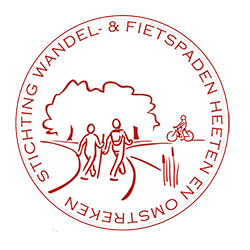 STICHTING WANDEL- & FIETSPADEN HEETEN EN OMSTREKEN